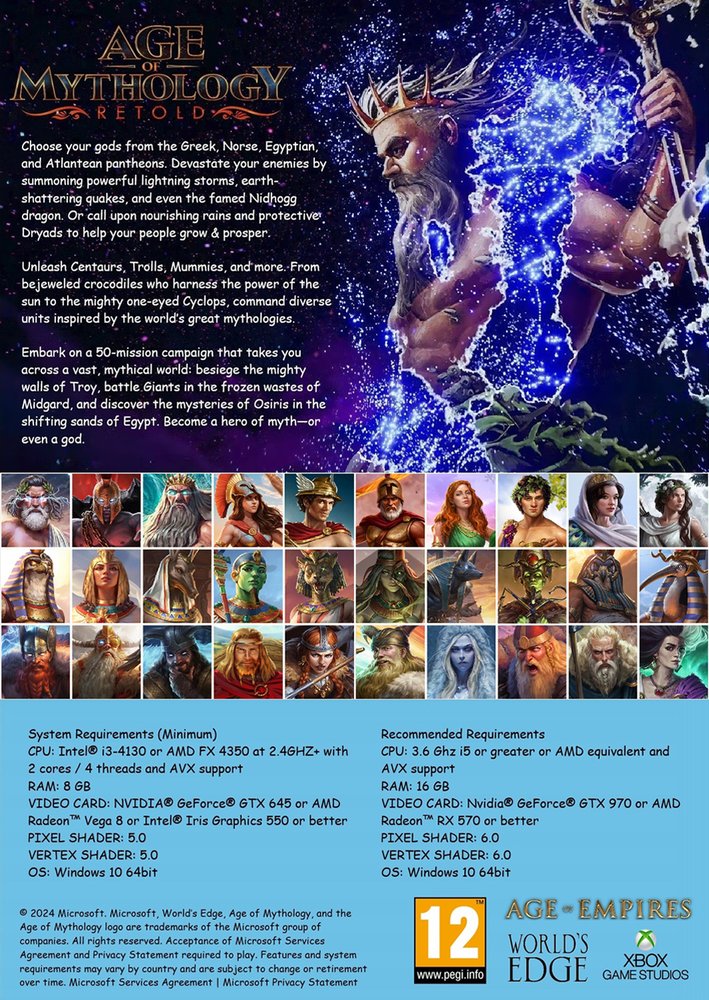 AGE
OF
MYTHOLOGY
RETOLD
Choose your gods from the Greek, Norse, Egyptian,
and Atlantean pantheons. Devastate your enemies by
summoning powerful lightning storms, earth-
shattering quakes, and even the famed Nidhogg
dragon. Or call upon nourishing rains and protective
Dryads to help your people grow & prosper.
Unleash Centaurs, Trolls, Mummies, and more. From
bejeweled crocodiles who harness the power of the
sun to the mighty one-eyed Cyclops, command diverse
units inspired by the world's great mythologies.
Embark on a 50-mission campaign that takes you
across a vast, mythical world: besiege the mighty
walls of Troy, battle Giants in the frozen wastes of
Midgard, and discover the mysteries of Osiris in the
shifting sands of Egypt. Become a hero of myth—or
even a god.
System Requirements (Minimum)
CPU: Intel® i3-4130 or AMD FX 4350 at 2.4GHZ+ with
2 cores / 4 threads and AVX support
RAM: 8 GB
VIDEO CARD: NVIDIA® GeForce® GTX 645 or AMD
Radeon™ Vega 8 or Intel® Iris Graphics 550 or better
PIXEL SHADER: 5.0
VERTEX SHADER: 5.0
OS: Windows 10 64bit
Recommended Requirements
CPU: 3.6 Ghz i5 or greater or AMD equivalent and
AVX support
RAM: 16 GB
VIDEO CARD: Nvidia® GeForce® GTX 970 or AMD
Radeon™ RX 570 or better
PIXEL SHADER: 6.0
VERTEX SHADER: 6.0
OS: Windows 10 64bit
© 2024 Microsoft. Microsoft, World's Edge, Age of Mythology, and the
Age of Mythology logo are trademarks of the Microsoft group of
companies. All rights reserved. Acceptance of Microsoft Services
Agreement and Privacy Statement required to play. Features and system
requirements may vary by country and are subject to change or retirement
over time. Microsoft Services Agreement | Microsoft Privacy Statement
12
™
www.pegi.info
AGE OF EMPIRES
WORLD'S
EDGE
XBOX
GAME STUDIOS